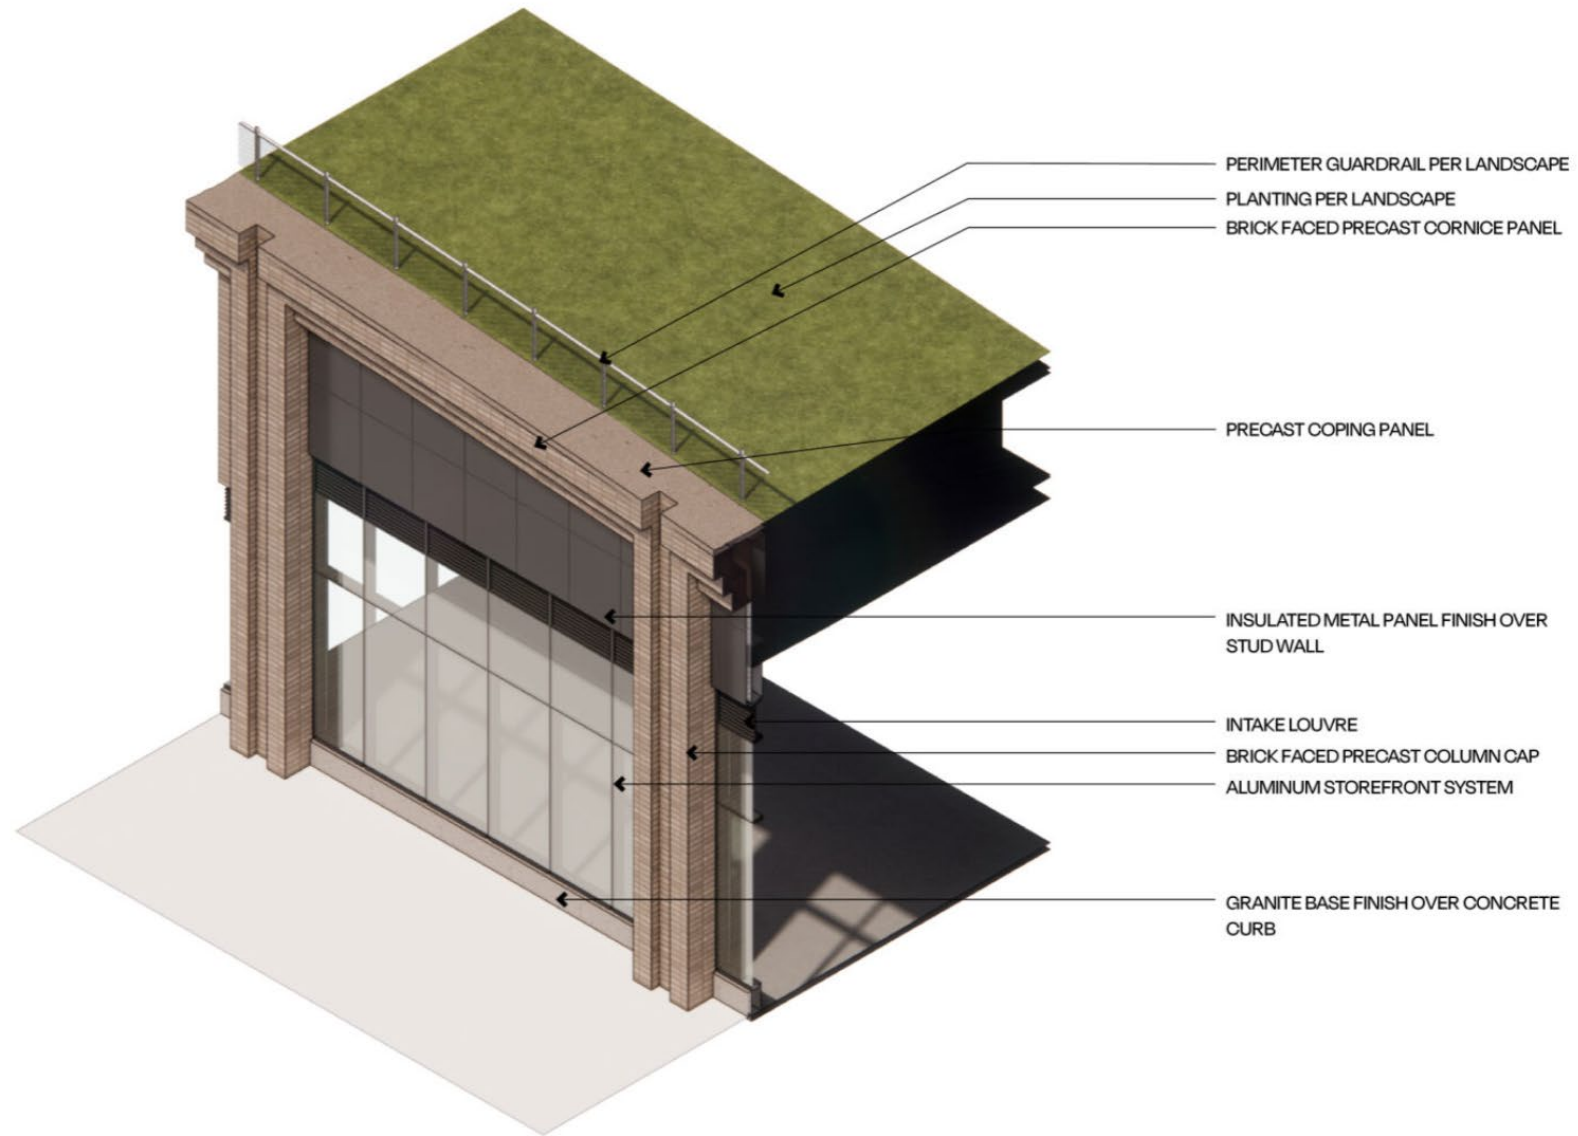 PERIMETER GUARDRAIL PER LANDSCAPE
PLANTING PER LANDSCAPE
BRICK FACED PRECAST CORNICE PANEL
PRECAST COPING PANEL
INSULATED METAL PANEL FINISH OVER
STUD WALL
INTAKE LOUVRE
BRICK FACED PRECAST COLUMN CAP
ALUMINUM STOREFRONT SYSTEM
GRANITE BASE FINISH OVER CONCRETE
CURB